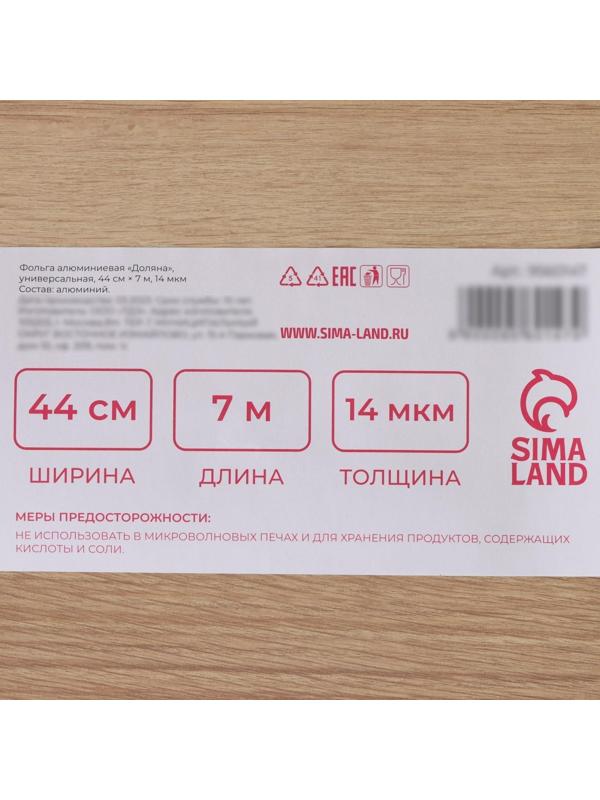 Фольга алюминиевая «Доляна»,
универсальная, 44 см × 7 м, 14 мкм
Состав: алюминий.
5
41
EAC
WWW.SIMA-LAND.RU
44 см
7 м
14 мкм
ШИРИНА
ДЛИНА
ТОЛЩИНА
SIMA
LAND
МЕРЫ ПРЕДОСТОРОЖНОСТИ:
НЕ ИСПОЛЬЗОВАТЬ В МИКРОВОЛНОВЫХ ПЕЧАХ И ДЛЯ ХРАНЕНИЯ ПРОДУКТОВ, СОДЕРЖАЩИХ
КИСЛОТЫ И СОЛИ.